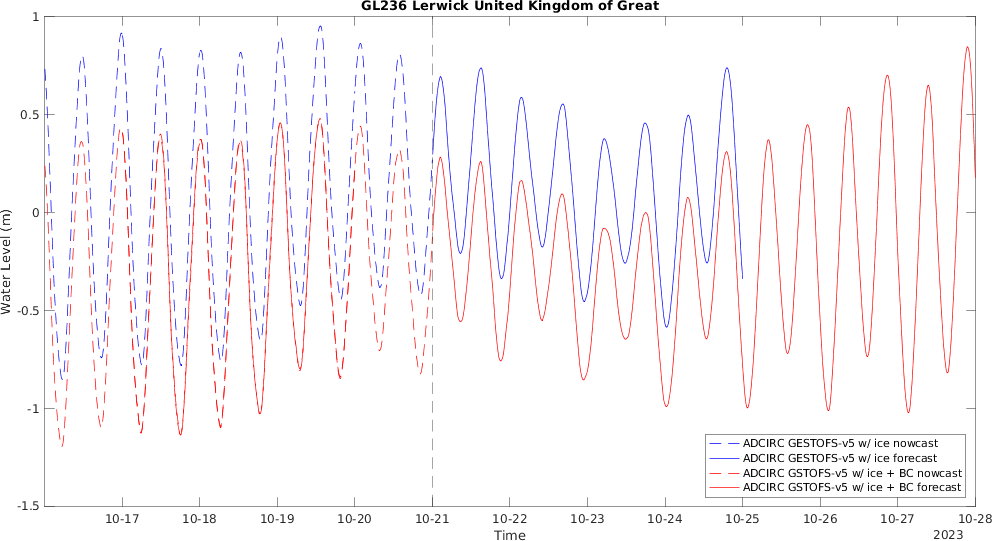 GL236 Lerwick United Kingdom of Great
1
0.5
0
-0.5
-1
-1.5
Water Level (m)
ADCIRC GESTOFS-v5 w/ ice nowcast
ADCIRC GESTOFS-v5 w/ ice forecast
ADCIRC GSTOFS-v5 w/ ice + BC nowcast
ADCIRC GSTOFS-v5 w/ ice + BC forecast
10-17 10-18 10-19 10-20 10-21 10-22 10-23 10-24 10-25 10-26 10-27 10-28
Time
2023